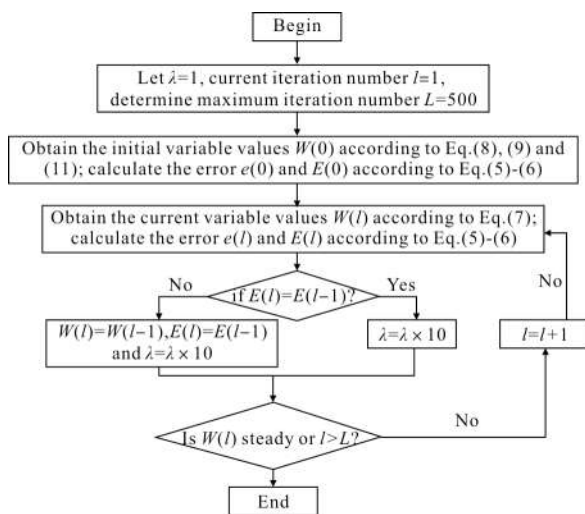 Begin
Let λ=1, current iteration number l=1,
determine maximum iteration number L=500
Obtain the initial variable values W(0) according to Eq.(8), (9) and
(11); calculate the error e(0) and E(0) according to Eq.(5)-(6)
Obtain the current variable values W(l) according to Eq.(7);
calculate the error e(l) and E(l) according to Eq.(5)-(6)
No
if E(l)=E(l−1)?
Yes
No
W(l)=W(l−1),E(l)=E(l−1)
and λ=λ×10
λ=λ×10
l=l+1
Is W(l) steady or l>L?
No
End